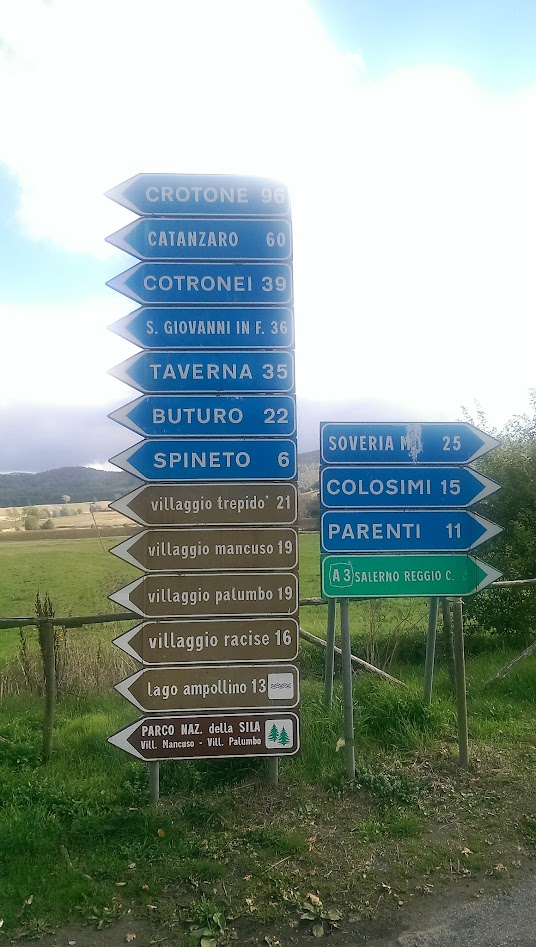 CROTONE 96
CATANZARO 60
COTRONEI 39
S. GIOVANNI IN F. 36
TAVERNA 35
BUTURO 22
SPINETO 6
villaggio trepido' 21
villaggio mancuso 19
villaggio palumbo 19
villaggio racise 16
lago ampollino 13
PARCO NAZ. della SILA
Vill. Mancuso - Vill. Palumbo
SOVERIA 25
COLOSIMI 15
PARENTI 11
A3 SALERNO REGGIO C.